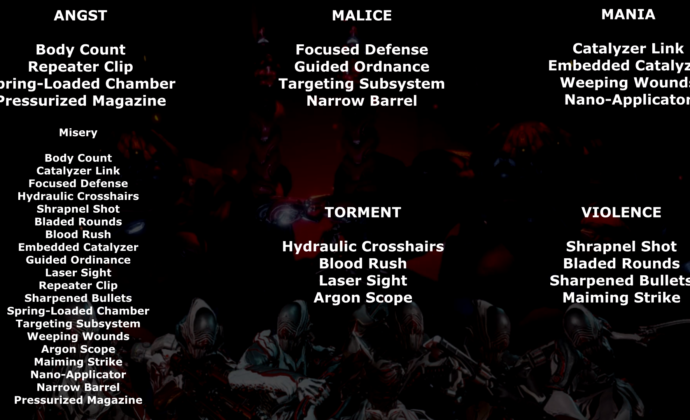 ANGST
Body Count
Repeater Clip
pring-Loaded Chamber
Pressurized Magazine
MALICE
Focused Defense
Guided Ordnance
Targeting Subsystem
Narrow Barrel
MANIA
Catalyzer Link
Embedded Catalyz
Weeping Wounds
Nano-Applicator
Misery
Body Count
Catalyzer Link
Focused Defense
Hydraulic Crosshairs
Shrapnel Shot
Bladed Rounds
Blood Rush
Embedded Catalyzer
Guided Ordinance
Laser Sight
Repeater Clip
Sharpened Bullets
Spring-Loaded Chamber
Targeting Subsystem
Weeping Wounds
Argon Scope
Maiming Strike
Nano-Applicator
Narrow Barrel
Pressurized Magazine
TORMENT
Hydraulic Crosshairs
Blood Rush
Laser Sight
Argon Scope
VIOLENCE
Shrapnel Shot
Bladed Rounds
Sharpened Bullets
Maiming Strike